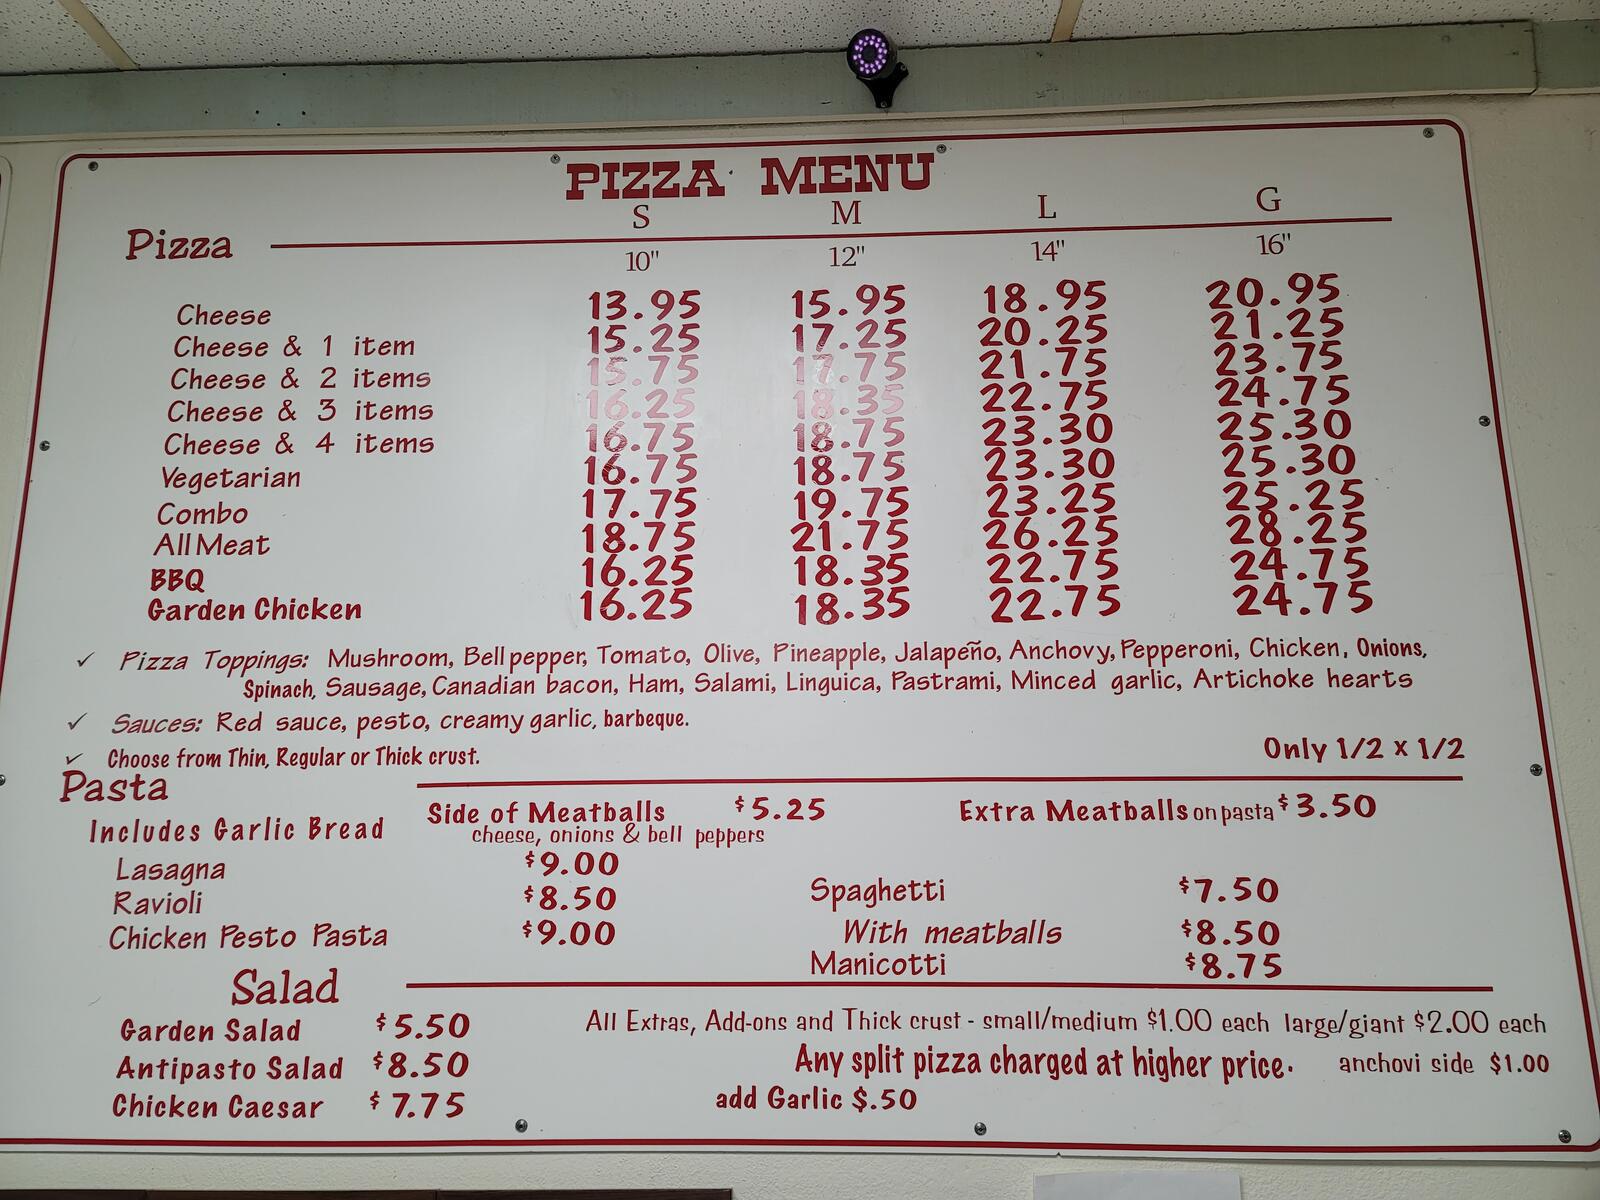 PIZZA MENU
S M L G
Pizza
10" 12" 14" 16"
Cheese 13.95 15.95 18.95 20.95
Cheese & 1 item 15.25 17.25 20.25 21.25
Cheese & 2 items 15.75 17.75 21.75 23.75
Cheese & 3 items 16.25 18.35 22.75 24.75
Cheese & 4 items 16.75 18.75 23.30 25.30
Vegetarian 16.75 18.75 23.30 25.30
Combo 17.75 19.75 23.25 25.25
All Meat 18.75 21.75 26.25 28.25
BBQ 16.25 18.35 22.75 24.75
Garden Chicken 16.25 18.35 22.75 24.75
✓ Pizza Toppings: Mushroom, Bell pepper, Tomato, Olive, Pineapple, Jalapeño, Anchovy, Pepperoni, Chicken, Onions,
Spinach, Sausage, Canadian bacon, Ham, Salami, Linguica, Pastrami, Minced garlic, Artichoke hearts
✓ Sauces: Red sauce, pesto, creamy garlic, barbeque.
✓ Choose from Thin, Regular or Thick crust.
Only 1/2 x 1/2
Pasta
Includes Garlic Bread
Side of Meatballs $5.25
cheese, onions & bell peppers
Extra Meatballs on pasta $3.50
Lasagna $9.00
Ravioli $8.50
Chicken Pesto Pasta $9.00
Spaghetti $7.50
With meatballs $8.50
Manicotti $8.75
Salad
Garden Salad $5.50
Antipasto Salad $8.50
Chicken Caesar $7.75
All Extras, Add-ons and Thick crust - small/medium $1.00 each large/giant $2.00 each
Any split pizza charged at higher price. anchovi side $1.00
add Garlic $.50